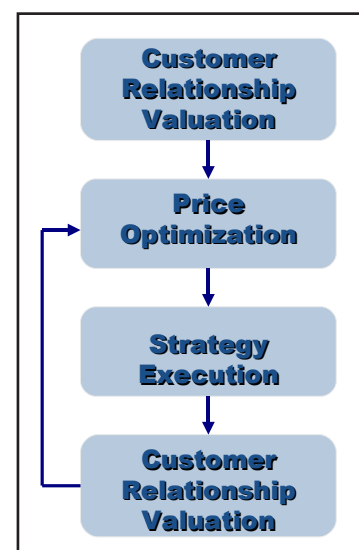 Customer
Relationship
Valuation
Price
Optimization
Strategy
Execution
Customer
Relationship
Valuation